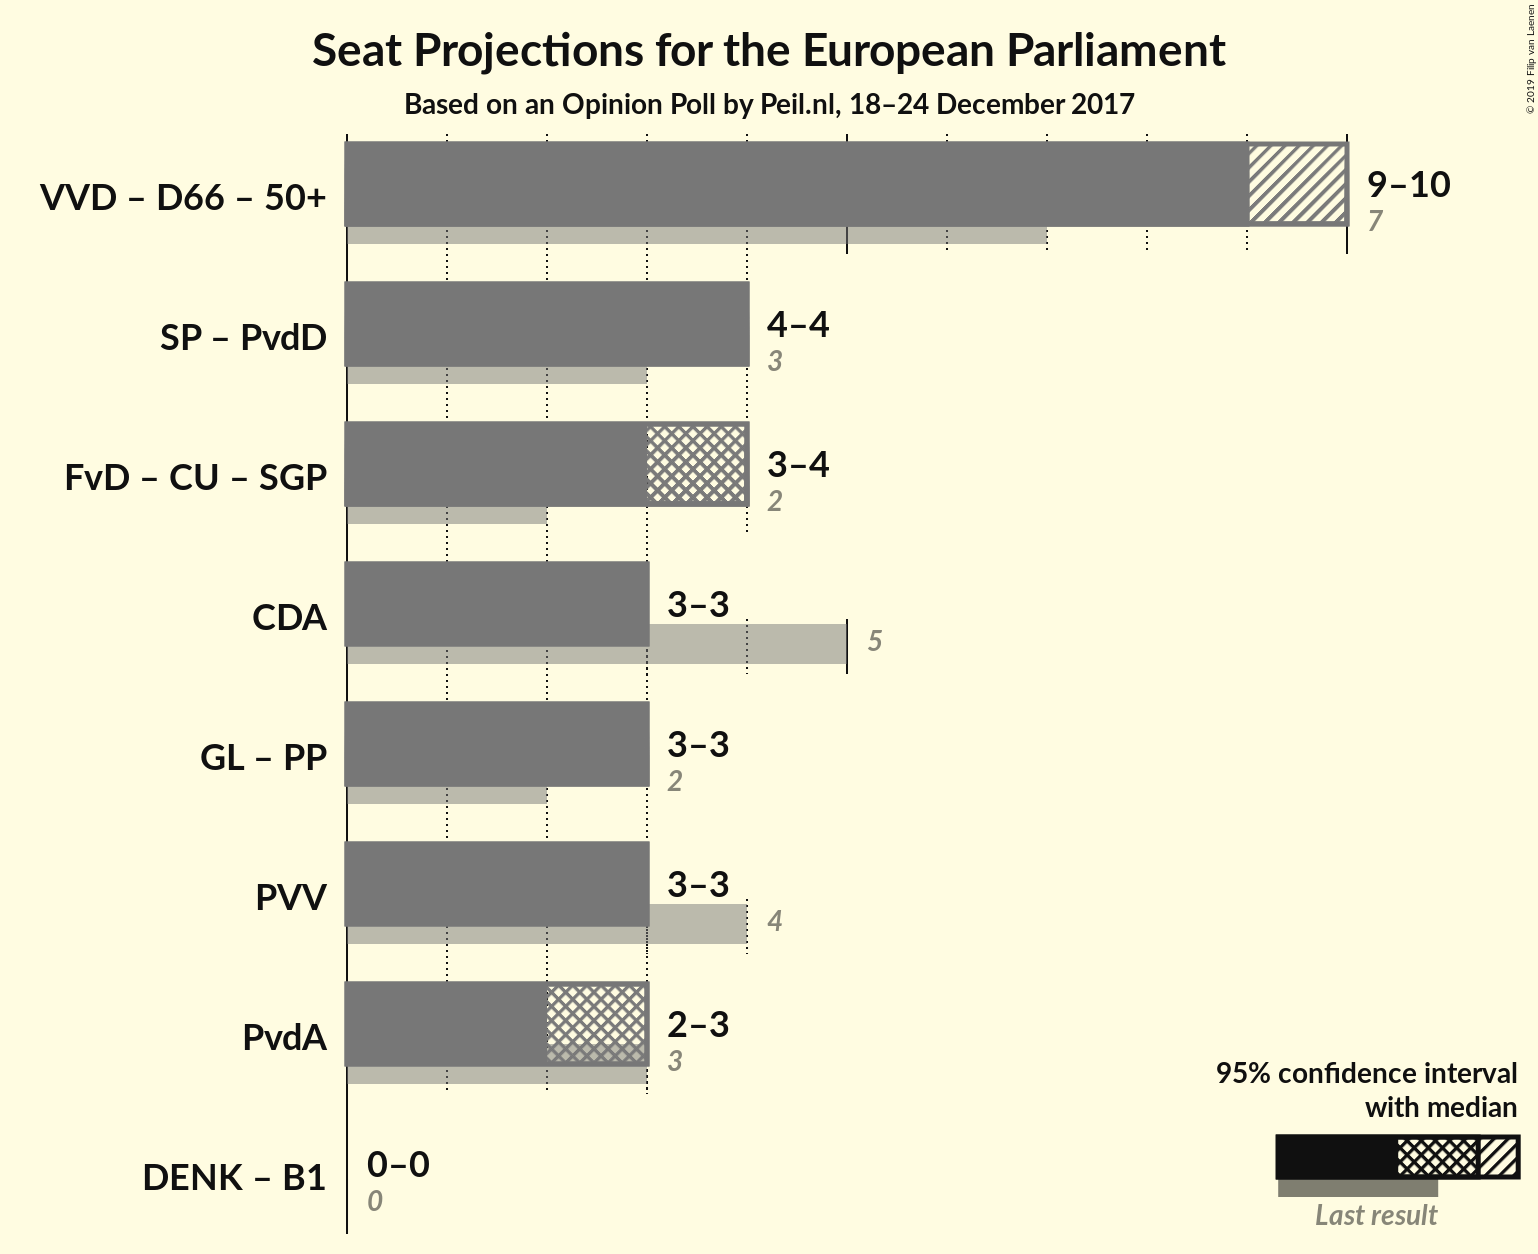 Seat Projections for the European Parliament
Based on an Opinion Poll by Peil.nl, 18–24 December 2017
© 2019 Filip van Laenen
VVD – D66 – 50+
9–10
7
SP – PvdD
4–4
3
FvD – CU – SGP
3–4
2
CDA
3–3
5
GL – PP
3–3
2
PVV
3–3
4
PvdA
2–3
3
DENK – B1
0–0
0
95% confidence interval
with median
Last result